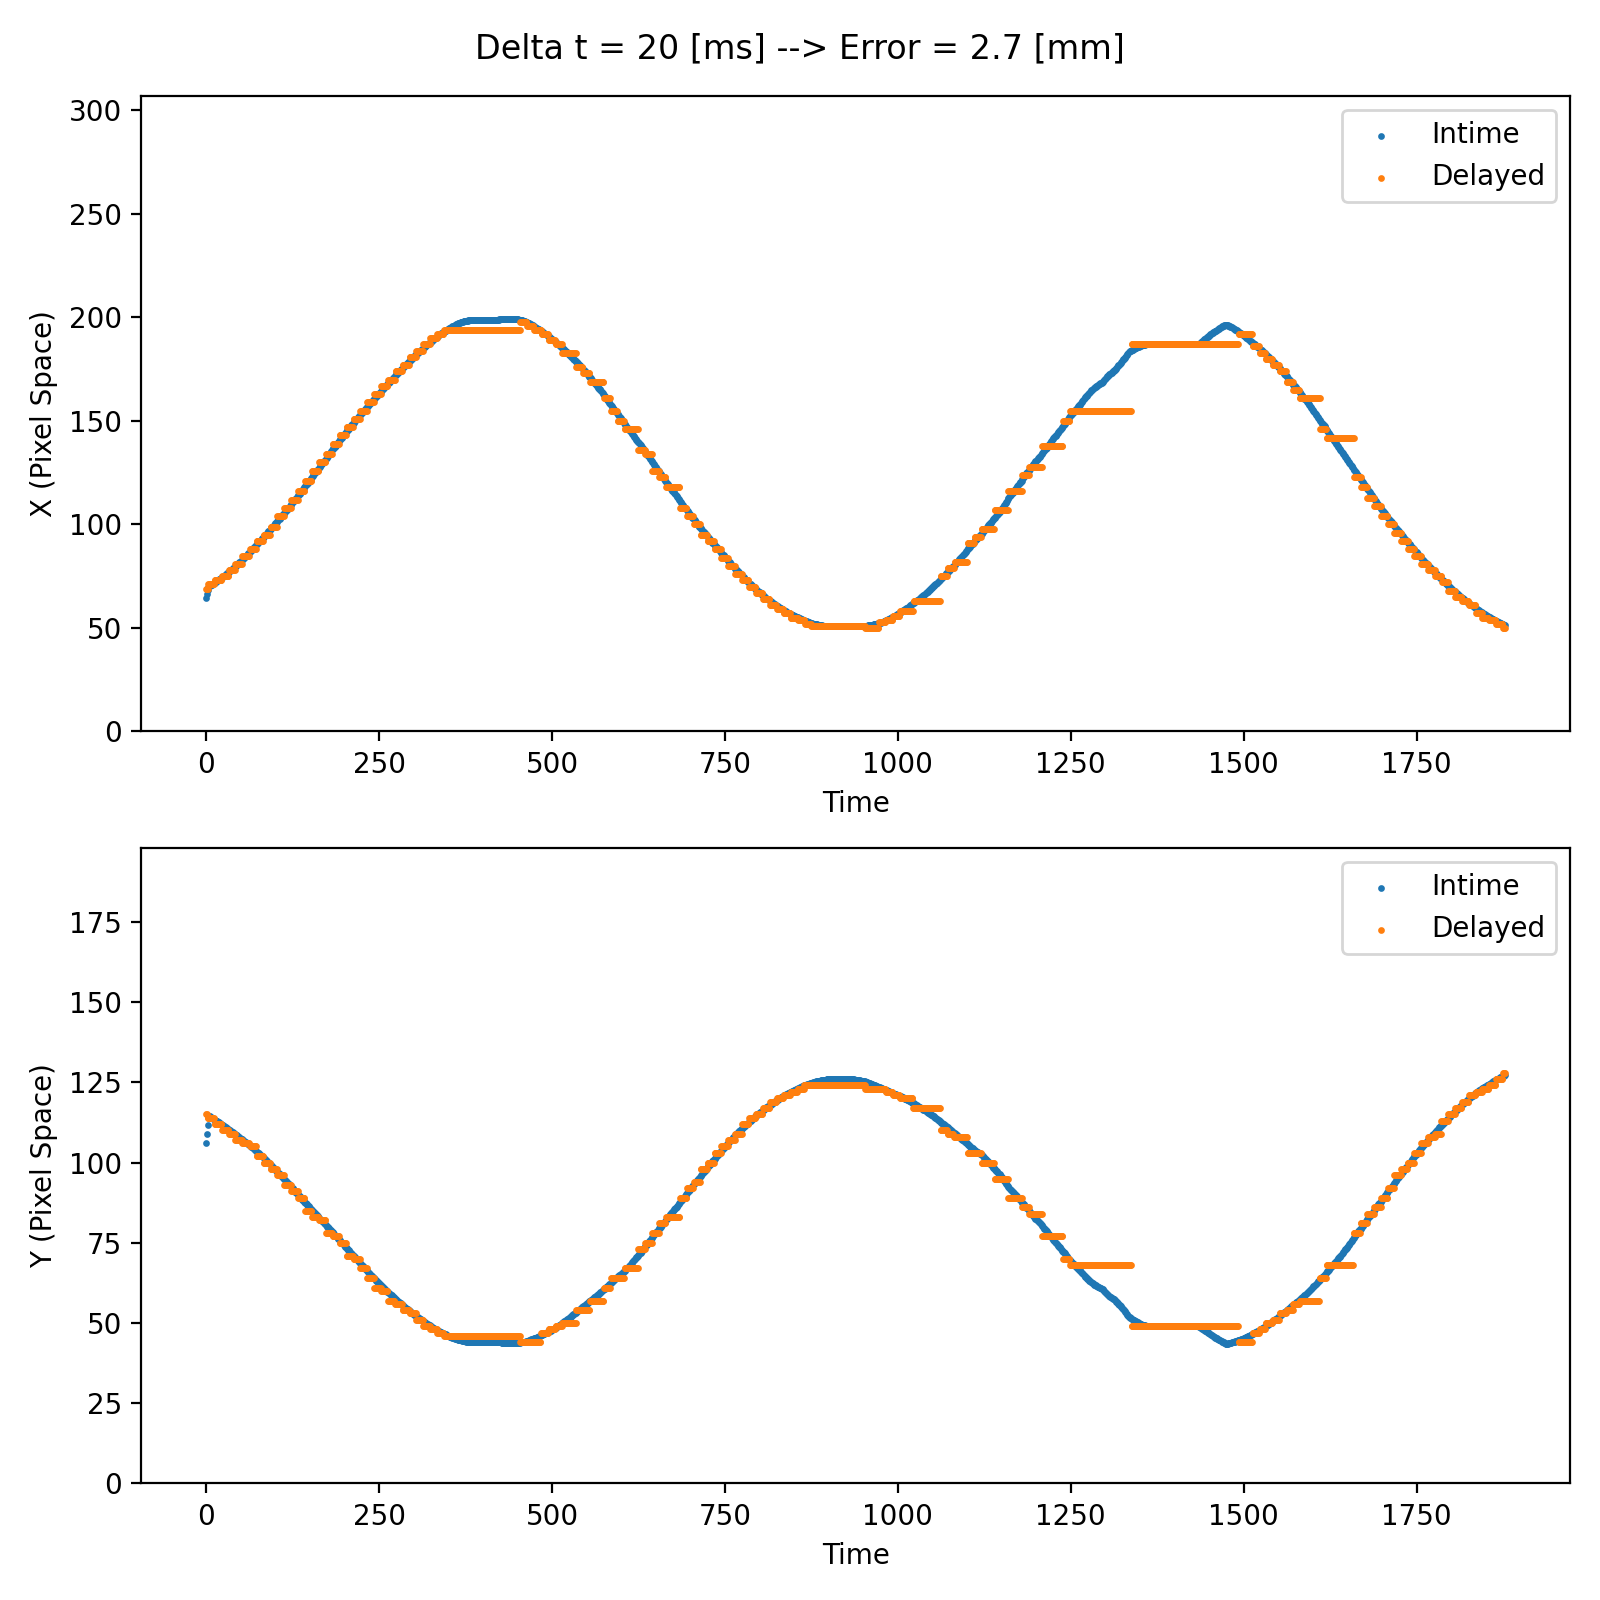 Delta t = 20 [ms] --> Error = 2.7 [mm]
300
250
200
150
100
50
0
X (Pixel Space)
Intime
Delayed
0 250 500 750 1000 1250 1500 1750
Time
175
150
125
100
75
50
25
0
Y (Pixel Space)
Intime
Delayed
0 250 500 750 1000 1250 1500 1750
Time